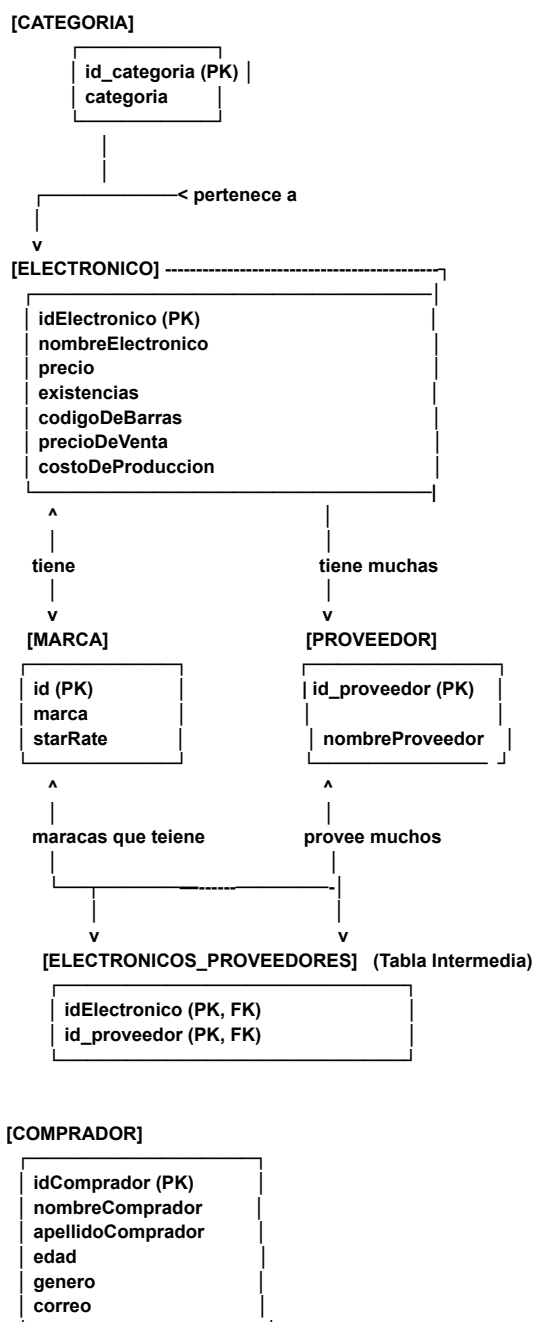 [CATEGORIA]
id_categoria (PK)
categoria
< pertenece a
v
[ELECTRONICO] ---------------------------------------------
idElectronico (PK)
nombreElectronico
precio
existencias
codigoDeBarras
precioDeVenta
costoDeProduccion
^
tiene tiene muchas
v v
[MARCA] [PROVEEDOR]
id (PK) id_proveedor (PK)
marca
starRate nombreProveedor
^ ^
maracas que teiene provee muchos
v v
[ELECTRONICOS_PROVEEDORES] (Tabla Intermedia)
idElectronico (PK, FK)
id_proveedor (PK, FK)
[COMPRADOR]
idComprador (PK)
nombreComprador
apellidoComprador
edad
genero
correo